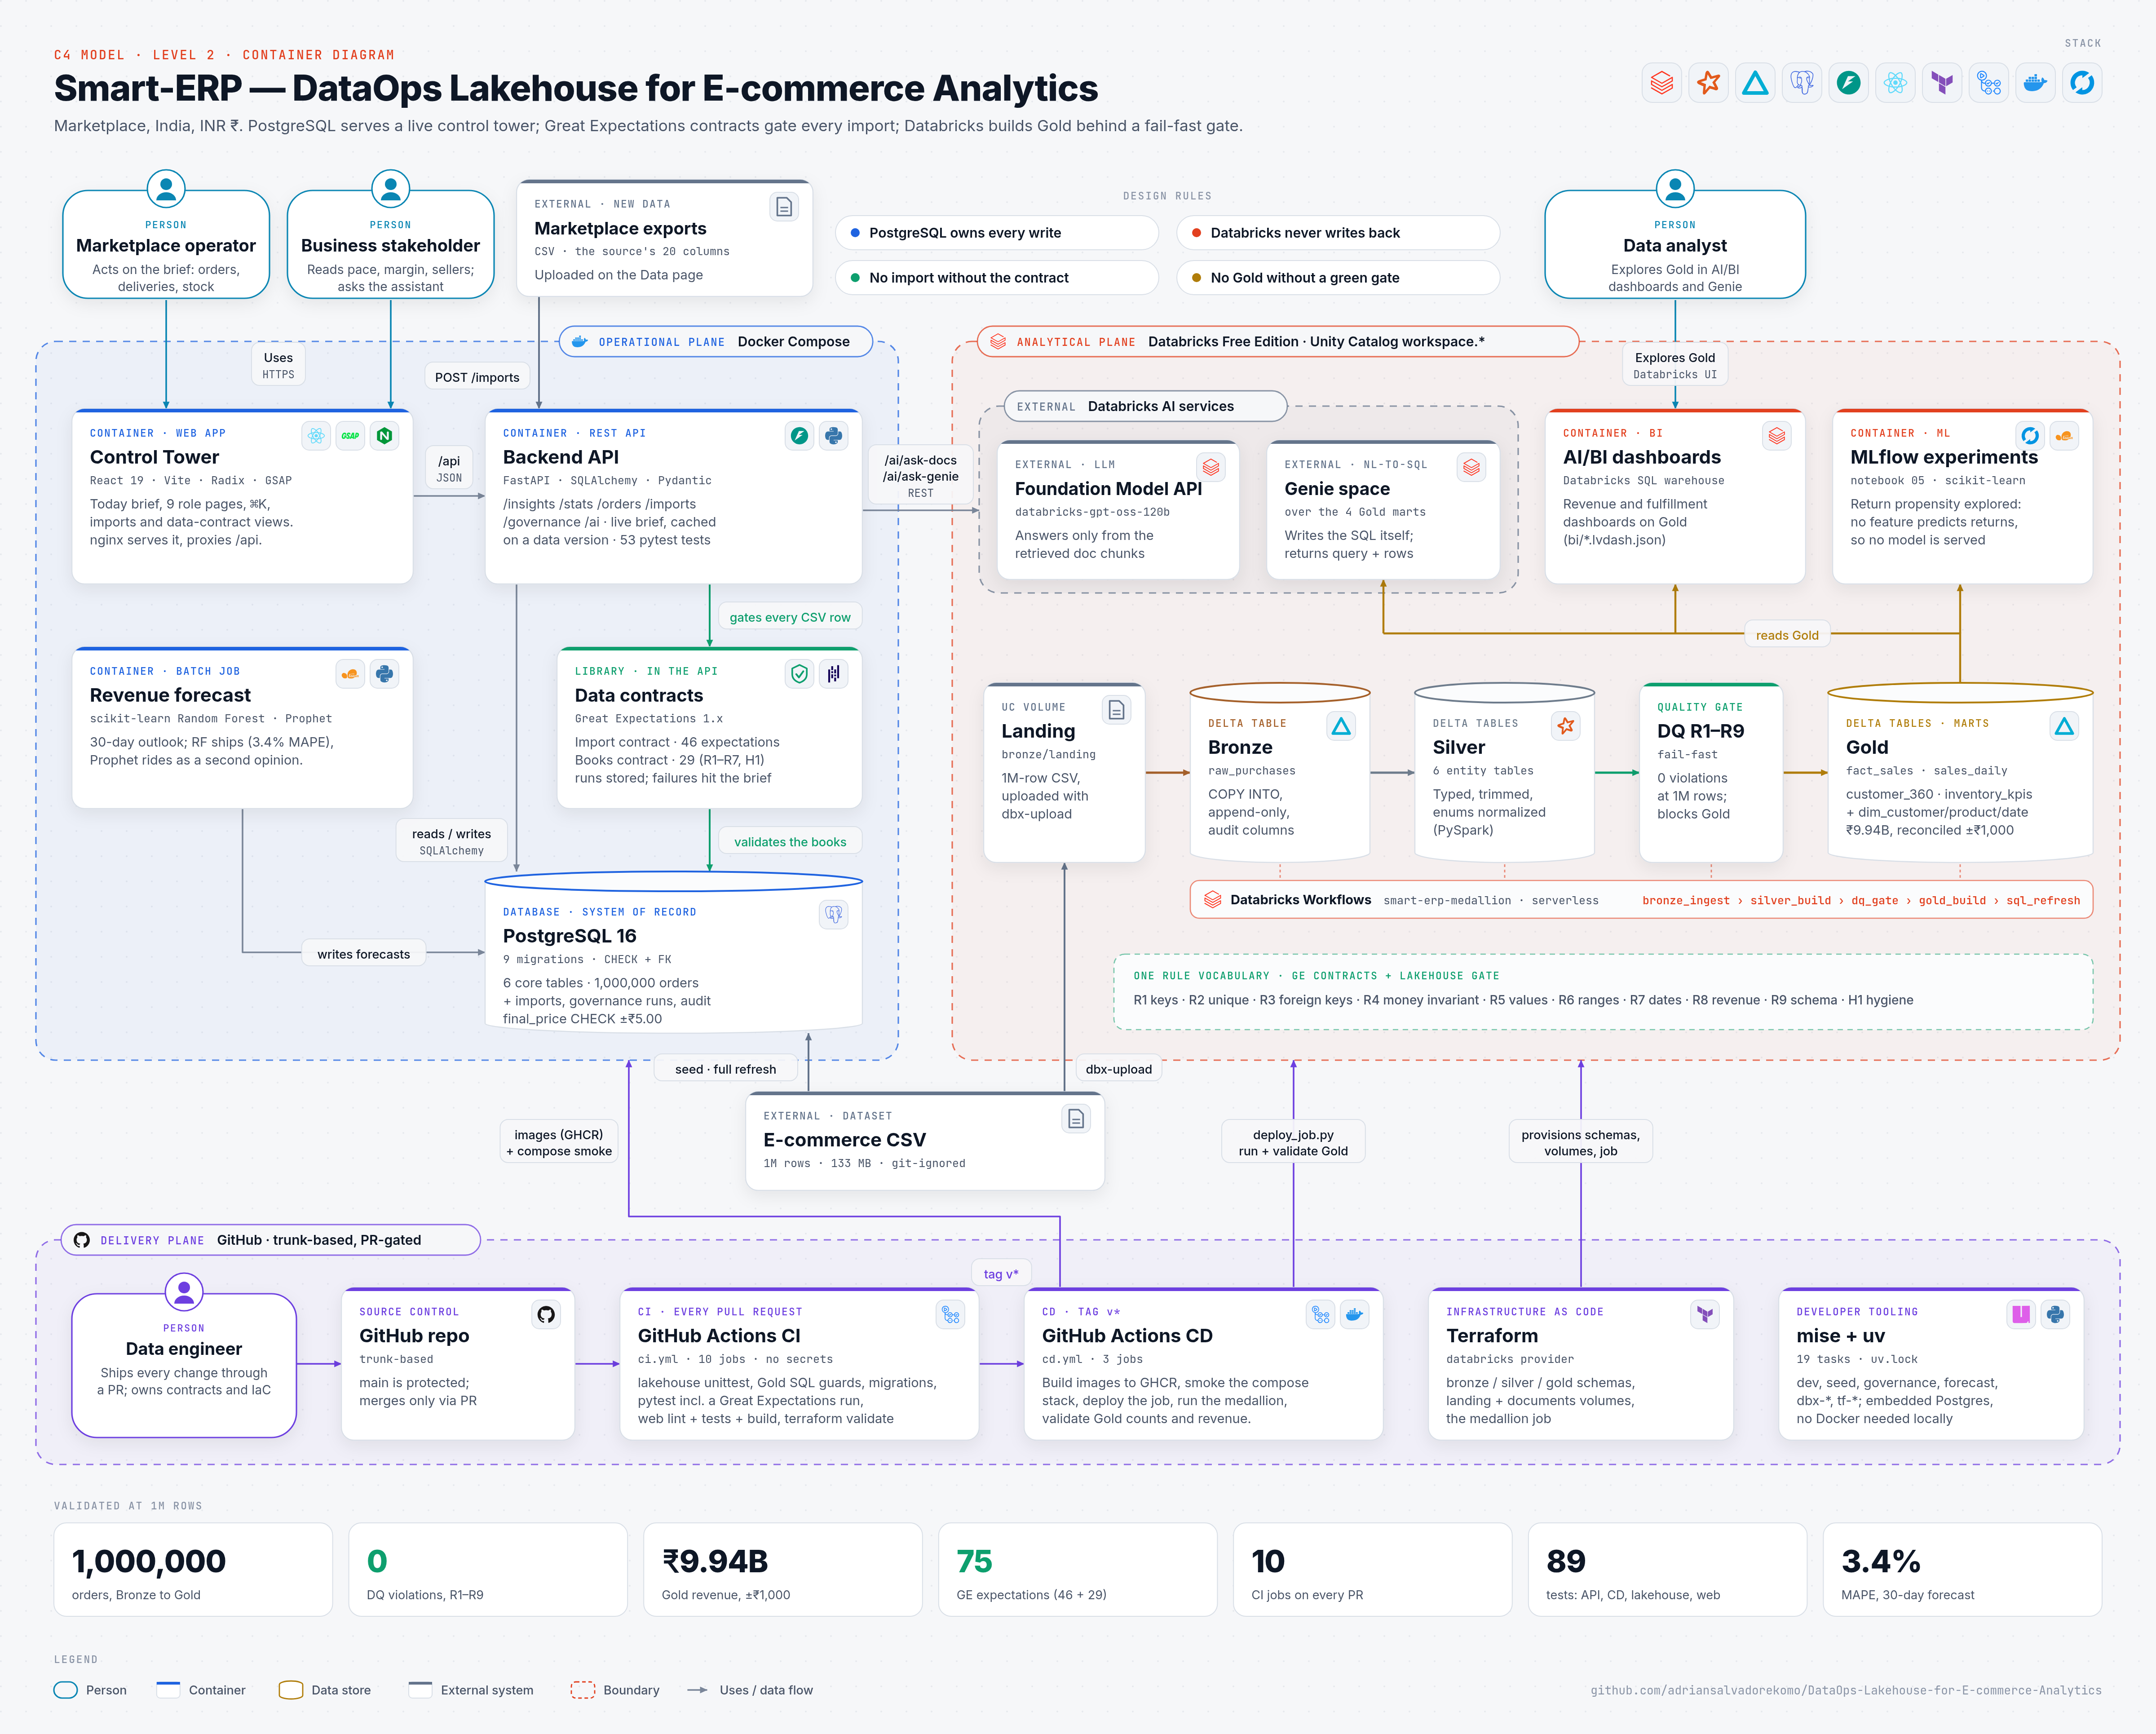 C4 MODEL · LEVEL 2 · CONTAINER DIAGRAM
Smart-ERP — DataOps Lakehouse for E-commerce Analytics
Marketplace, India, INR ₹. PostgreSQL serves a live control tower; Great Expectations contracts gate every import; Databricks builds Gold behind a fail-fast gate.
STACK
PERSON
Marketplace operator
Acts on the brief: orders,
deliveries, stock
PERSON
Business stakeholder
Reads pace, margin, sellers;
asks the assistant
EXTERNAL · NEW DATA
Marketplace exports
CSV · the source's 20 columns
Uploaded on the Data page
DESIGN RULES
PostgreSQL owns every write
Databricks never writes back
No import without the contract
No Gold without a green gate
PERSON
Data analyst
Explores Gold in AI/BI
dashboards and Genie
OPERATIONAL PLANE Docker Compose
Uses
HTTPS
POST /imports
CONTAINER · WEB APP
GSAP
Control Tower
React 19 · Vite · Radix · GSAP
Today brief, 9 role pages, ⌘K,
imports and data-contract views.
nginx serves it, proxies /api.
/api
JSON
CONTAINER · REST API
Backend API
FastAPI · SQLAlchemy · Pydantic
/insights /stats /orders /imports
/governance /ai · live brief, cached
on a data version · 53 pytest tests
/ai/ask-docs
/ai/ask-genie
REST
gates every CSV row
CONTAINER · BATCH JOB
Revenue forecast
scikit-learn Random Forest · Prophet
30-day outlook; RF ships (3.4% MAPE),
Prophet rides as a second opinion.
LIBRARY · IN THE API
Data contracts
Great Expectations 1.x
Import contract · 46 expectations
Books contract · 29 (R1–R7, H1)
runs stored; failures hit the brief
reads / writes
SQLAlchemy
validates the books
writes forecasts
DATABASE · SYSTEM OF RECORD
PostgreSQL 16
9 migrations · CHECK + FK
6 core tables · 1,000,000 orders
+ imports, governance runs, audit
final_price CHECK ±₹5.00
ANALYTICAL PLANE Databricks Free Edition · Unity Catalog workspace.*
Explores Gold
Databricks UI
EXTERNAL Databricks AI services
EXTERNAL · LLM
Foundation Model API
databricks-gpt-oss-120b
Answers only from the
retrieved doc chunks
EXTERNAL · NL-TO-SQL
Genie space
over the 4 Gold marts
Writes the SQL itself;
returns query + rows
CONTAINER · BI
AI/BI dashboards
Databricks SQL warehouse
Revenue and fulfillment
dashboards on Gold
(bi/*.lvdash.json)
CONTAINER · ML
MLflow experiments
notebook 05 · scikit-learn
Return propensity explored:
no feature predicts returns,
so no model is served
reads Gold
UC VOLUME
Landing
bronze/landing
1M-row CSV,
uploaded with
dbx-upload
DELTA TABLE
Bronze
raw_purchases
COPY INTO,
append-only,
audit columns
DELTA TABLES
Silver
6 entity tables
Typed, trimmed,
enums normalized
(PySpark)
QUALITY GATE
DQ R1–R9
fail-fast
0 violations
at 1M rows;
blocks Gold
DELTA TABLES · MARTS
Gold
fact_sales · sales_daily
customer_360 · inventory_kpis
+ dim_customer/product/date
₹9.94B, reconciled ±₹1,000
Databricks Workflows smart-erp-medallion · serverless bronze_ingest › silver_build › dq_gate › gold_build › sql_refresh
ONE RULE VOCABULARY · GE CONTRACTS + LAKEHOUSE GATE
R1 keys · R2 unique · R3 foreign keys · R4 money invariant · R5 values · R6 ranges · R7 dates · R8 revenue · R9 schema · H1 hygiene
seed · full refresh
dbx-upload
images (GHCR)
+ compose smoke
EXTERNAL · DATASET
E-commerce CSV
1M rows · 133 MB · git-ignored
deploy_job.py
run + validate Gold
provisions schemas,
volumes, job
DELIVERY PLANE GitHub · trunk-based, PR-gated
tag v*
PERSON
Data engineer
Ships every change through
a PR; owns contracts and IaC
SOURCE CONTROL
GitHub repo
trunk-based
main is protected;
merges only via PR
CI · EVERY PULL REQUEST
GitHub Actions CI
ci.yml · 10 jobs · no secrets
lakehouse unittest, Gold SQL guards, migrations,
pytest incl. a Great Expectations run,
web lint + tests + build, terraform validate
CD · TAG v*
GitHub Actions CD
cd.yml · 3 jobs
Build images to GHCR, smoke the compose
stack, deploy the job, run the medallion,
validate Gold counts and revenue.
INFRASTRUCTURE AS CODE
Terraform
databricks provider
bronze / silver / gold schemas,
landing + documents volumes,
the medallion job
DEVELOPER TOOLING
mise + uv
19 tasks · uv.lock
dev, seed, governance, forecast,
dbx-*, tf-*; embedded Postgres,
no Docker needed locally
VALIDATED AT 1M ROWS
1,000,000
orders, Bronze to Gold
0
DQ violations, R1–R9
₹9.94B
Gold revenue, ±₹1,000
75
GE expectations (46 + 29)
10
CI jobs on every PR
89
tests: API, CD, lakehouse, web
3.4%
MAPE, 30-day forecast
LEGEND
Person
Container
Data store
External system
Boundary
Uses / data flow
github.com/adriansalvadorekomo/DataOps-Lakehouse-for-E-commerce-Analytics